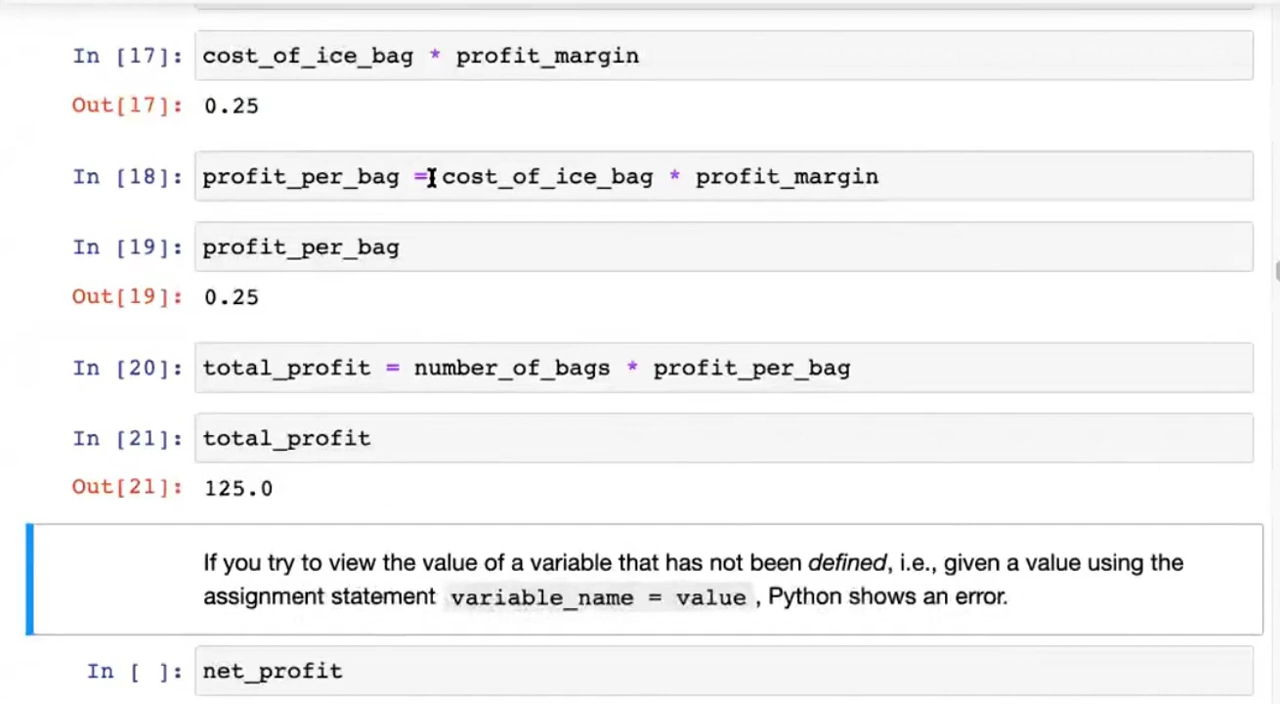 In [17]: cost_of_ice_bag * profit_margin
Out[17]: 0.25
In [18]: profit_per_bag = cost_of_ice_bag * profit_margin
In [19]: profit_per_bag
Out[19]: 0.25
In [20]: total_profit = number_of_bags * profit_per_bag
In [21]: total_profit
Out[21]: 125.0
If you try to view the value of a variable that has not been defined, i.e., given a value using the
assignment statement variable_name = value , Python shows an error.
In [ ]: net_profit